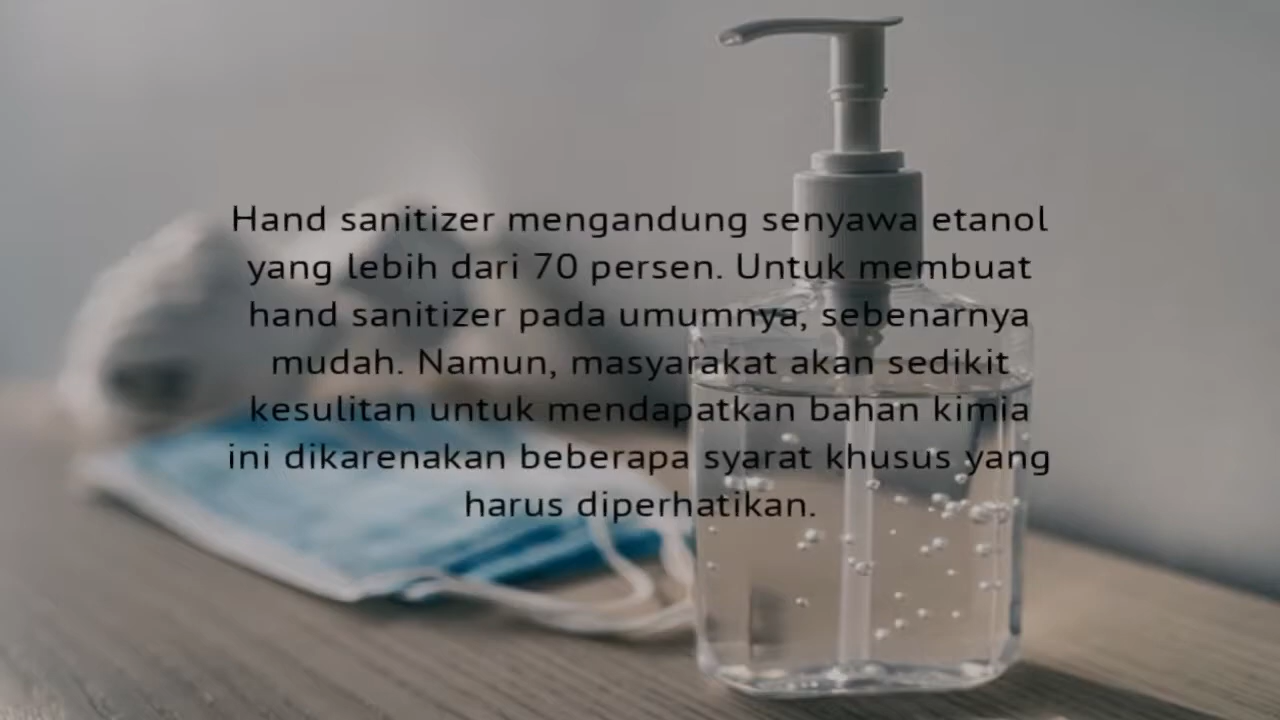 Hand sanitizer mengandung senyawa etanol
yang lebih dari 70 persen. Untuk membuat
hand sanitizer pada umumnya, sebenarnya
mudah. Namun, masyarakat akan sedikit
kesulitan untuk mendapatkan bahan kimia
ini dikarenakan beberapa syarat khusus yang
harus diperhatikan.